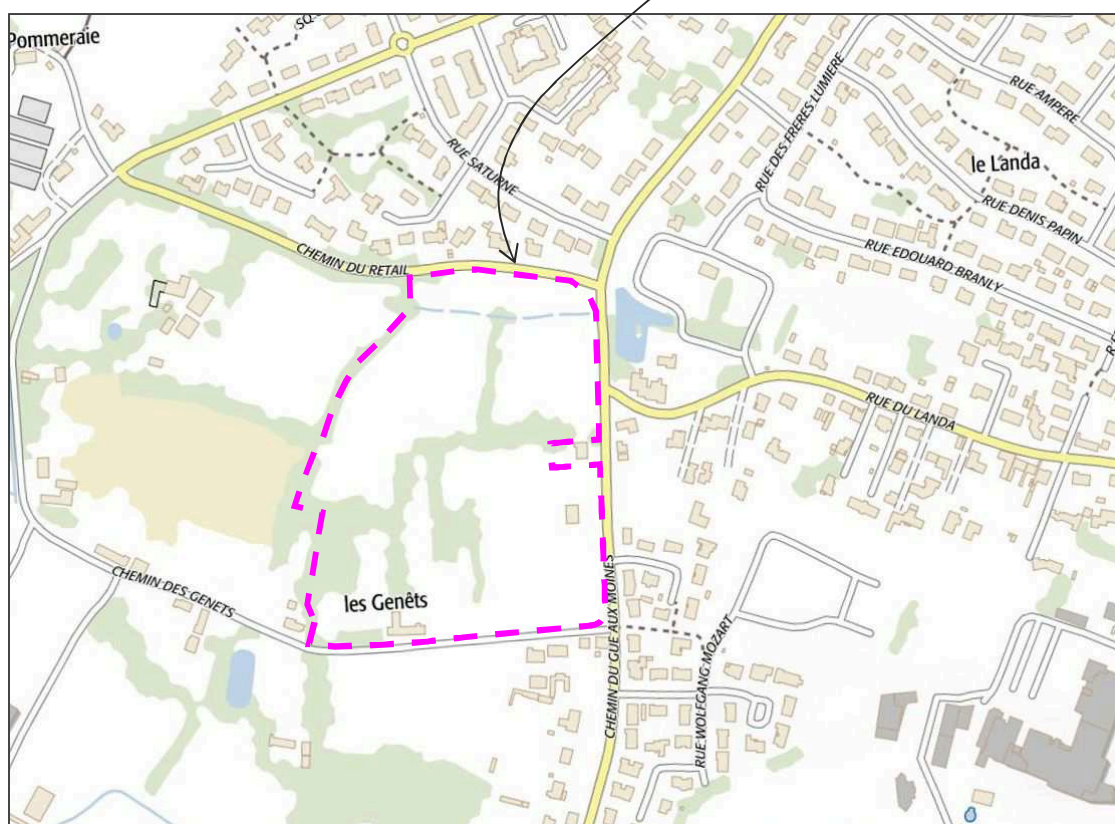 Pommeraie
SQ
RUE SATURNE
RUE DES FRERES LUMIERE
RUE AMPERE
le Landa
RUE DENIS PAPIN
RUE EDOUARD BRANLY
CHEMIN DU RETAIL
RUE DU LANDA
CHEMIN DES GENETS
les Genêts
CHEMIN DU GUE AUX MOINES
RUE WOLFGANG MOZART